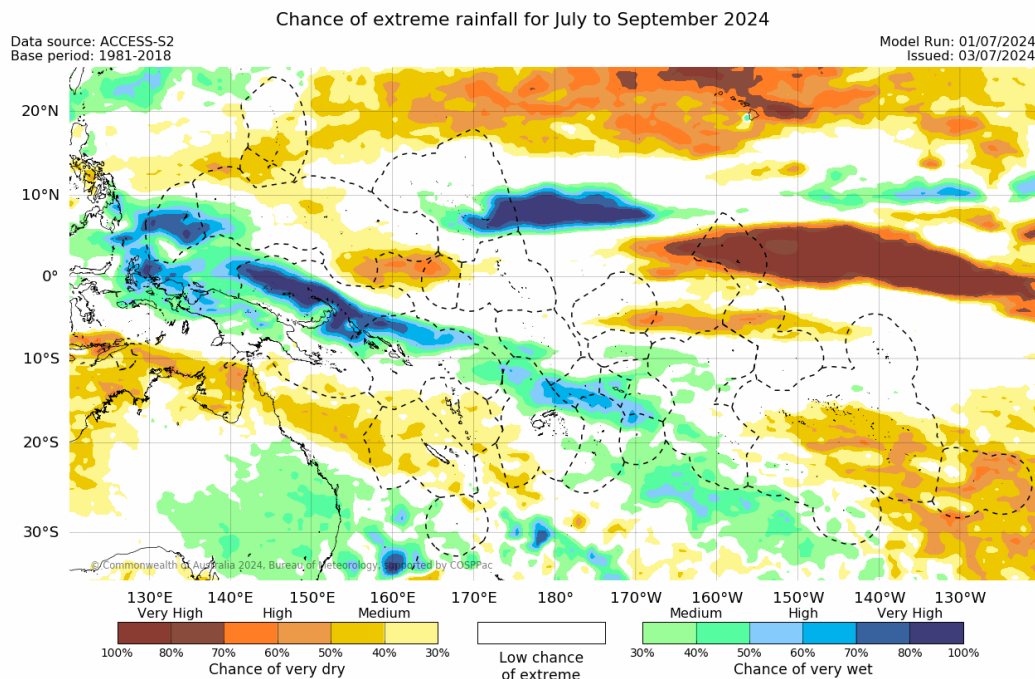 Chance of extreme rainfall for July to September 2024
Data source: ACCESS-S2
Base period: 1981-2018
Model Run: 01/07/2024
Issued: 03/07/2024
20°N
10°N
0°
10°S
20°S
30°S
© Commonwealth of Australia 2024, Bureau of Meteorology, supported by COSPPac
130°E 140°E 150°E 160°E 170°E 180° 170°W 160°W 150°W 140°W 130°W
Very High High Medium
100% 80% 70% 60% 50% 40% 30%
Chance of very dry
Low chance
of extreme
Medium High Very High
30% 40% 50% 60% 70% 80% 100%
Chance of very wet